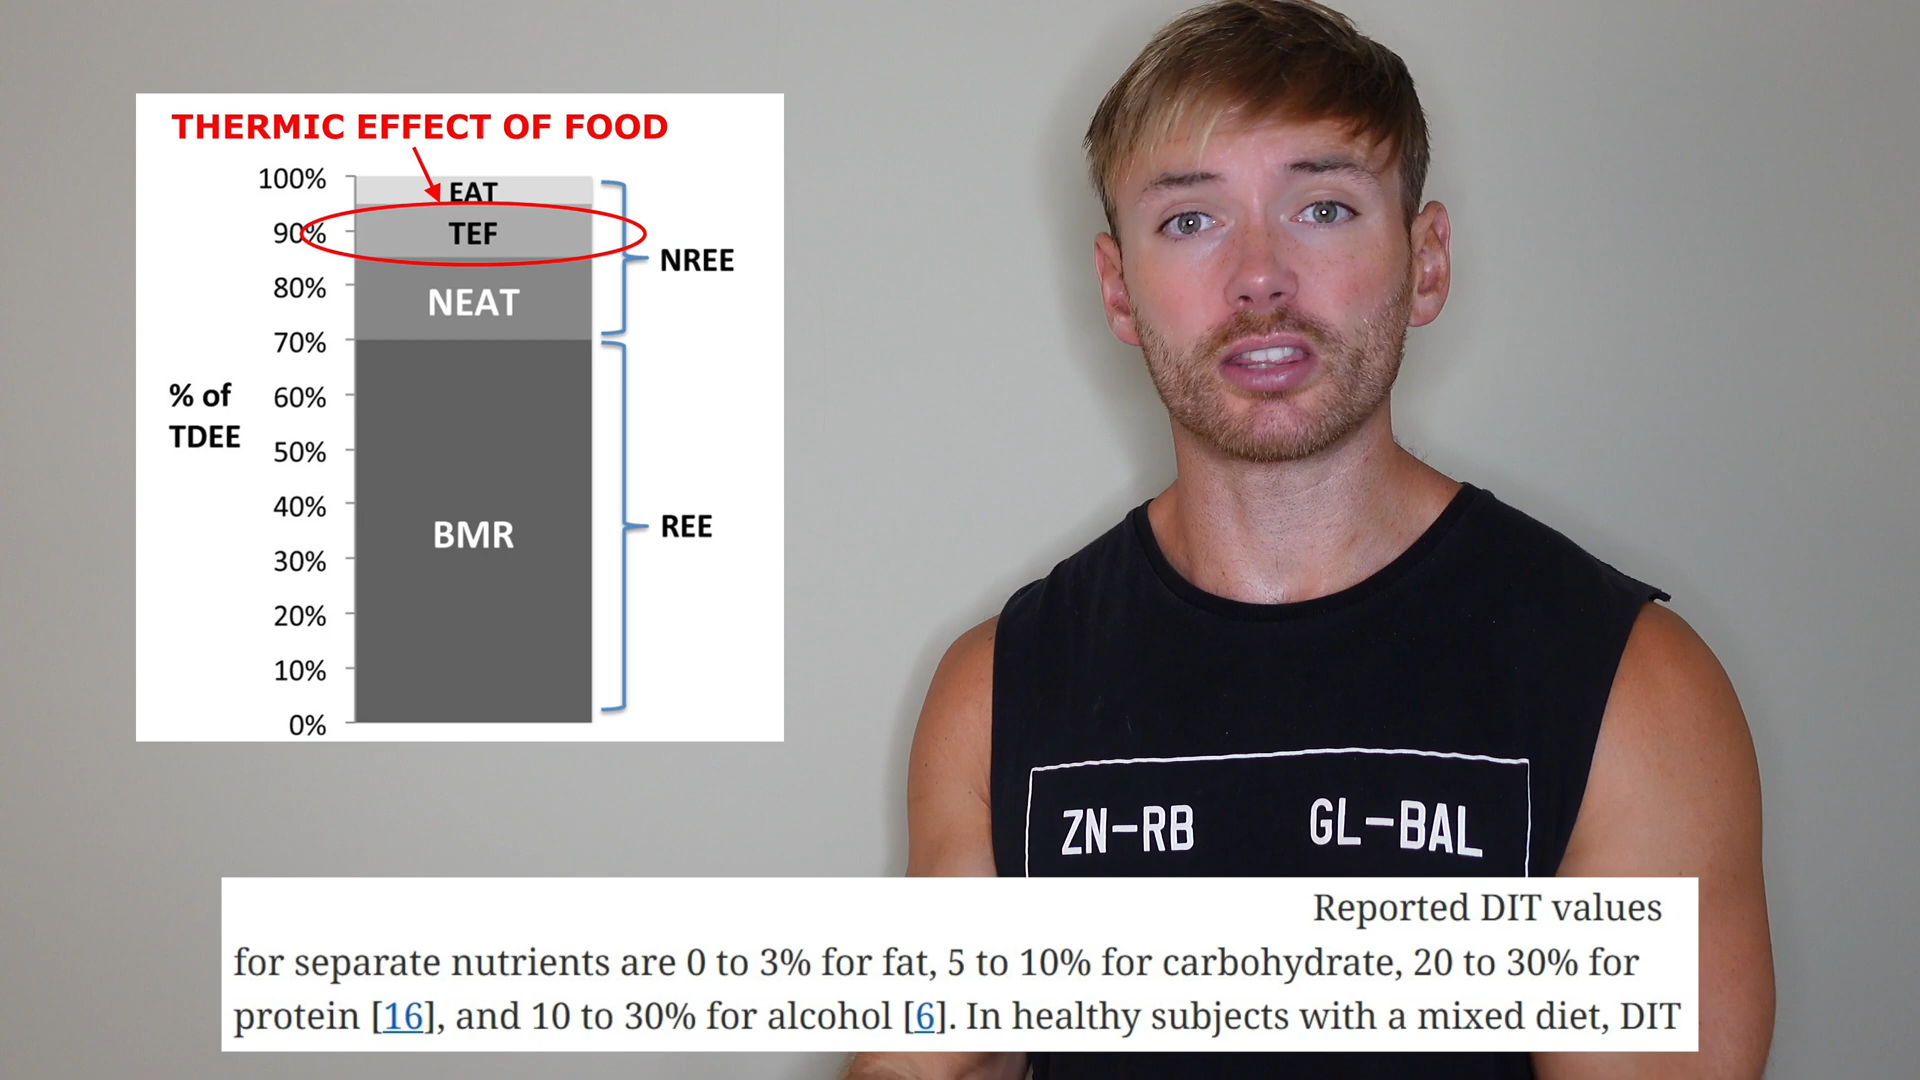 THERMIC EFFECT OF FOOD
100%
90%
80%
70%
60%
50%
40%
30%
20%
10%
0%
% of
TDEE
EAT
TEF
NEAT
BMR
NREE
REE
ZN-RB GL-BAL
Reported DIT values
for separate nutrients are 0 to 3% for fat, 5 to 10% for carbohydrate, 20 to 30% for
protein [16], and 10 to 30% for alcohol [6]. In healthy subjects with a mixed diet, DIT